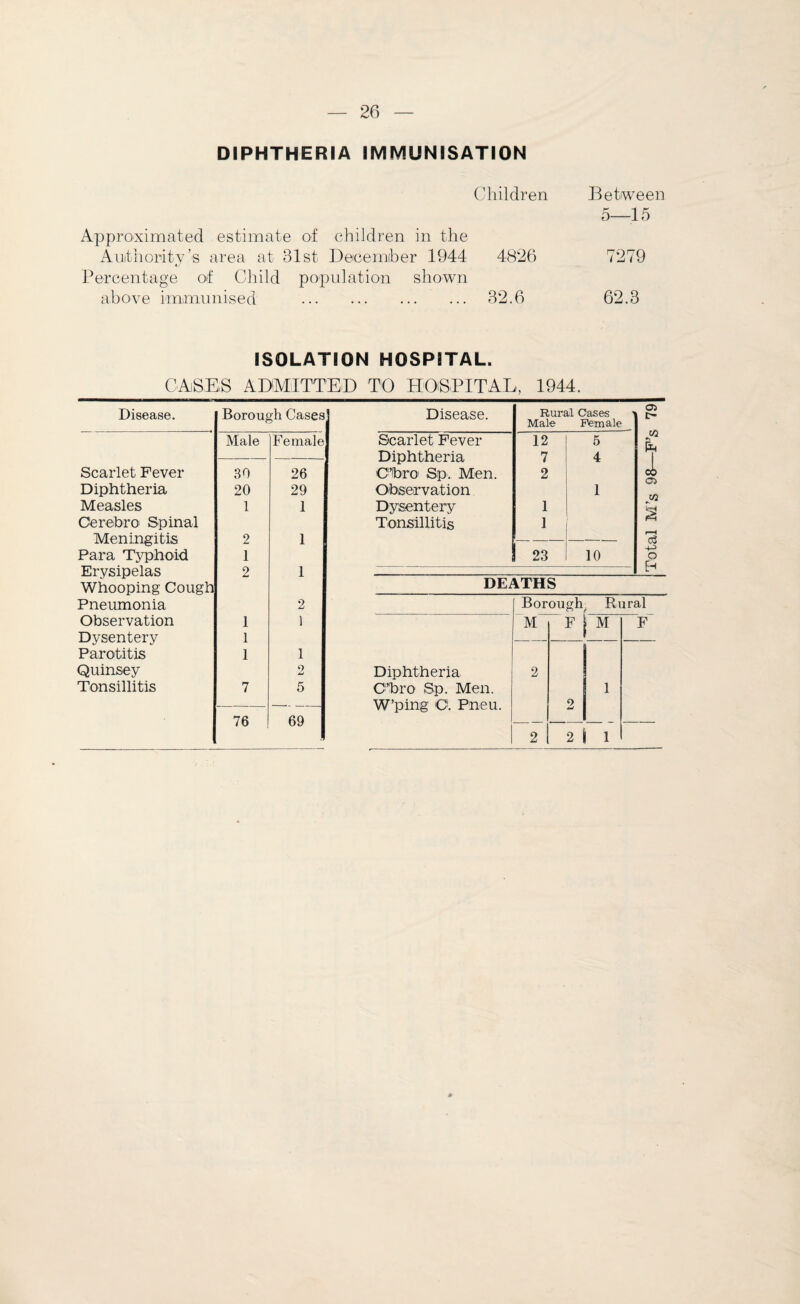 — 26 —
DIPHTHERIA IMMUNISATION
Children Between
5—15
Approximated estimate of children in the
Authority's area at 31st December 1944 4826 7279
Percentage of Child population shown
above immunised ... ... ... ... 32.6 62.3
ISOLATION HOSPITAL.
CASES ADMITTED TO HOSPITAL, 1944.
Disease. Borough Cases
Male Female
Scarlet Fever 30 26
Diphtheria 20 29
Measles 1 1
Cerebro Spinal
Meningitis 2 1
Para Typhoid 1
Erysipelas 2 1
Whooping Cough
Pneumonia 2
Observation 1 1
Dysentery 1
Parotitis 1 1
Quinsey 2
Tonsillitis 7 5
76 69
Disease. Rural Cases
Male Female
Scarlet Fever 12 5
Diphtheria 7 4
C'bro Sp. Men. 2
Observation 1
Dysentery 1
Tonsillitis 1
23 10
Total M's 98—F's 79
DEATHS
Borough Rural
M F M F
Diphtheria 2
C'bro Sp. Men. 1
W'ping C. Pneu. 2
2 2 1